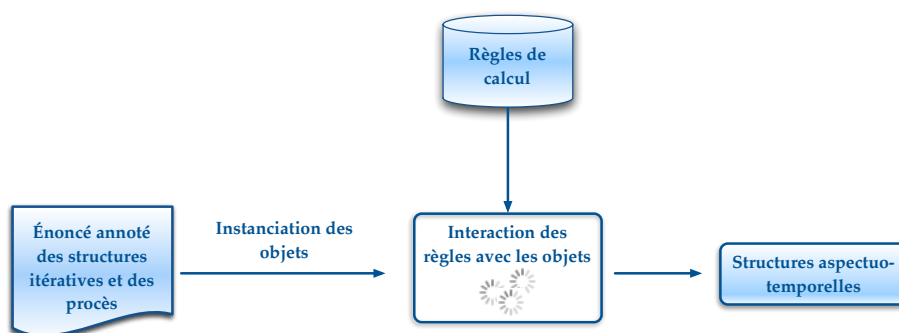 Règles de
calcul
Énoncé annoté
des structures
itératives et des
procès
Instanciation des
objets
Interaction des
règles avec les objets
Structures aspectuo-
temporelles